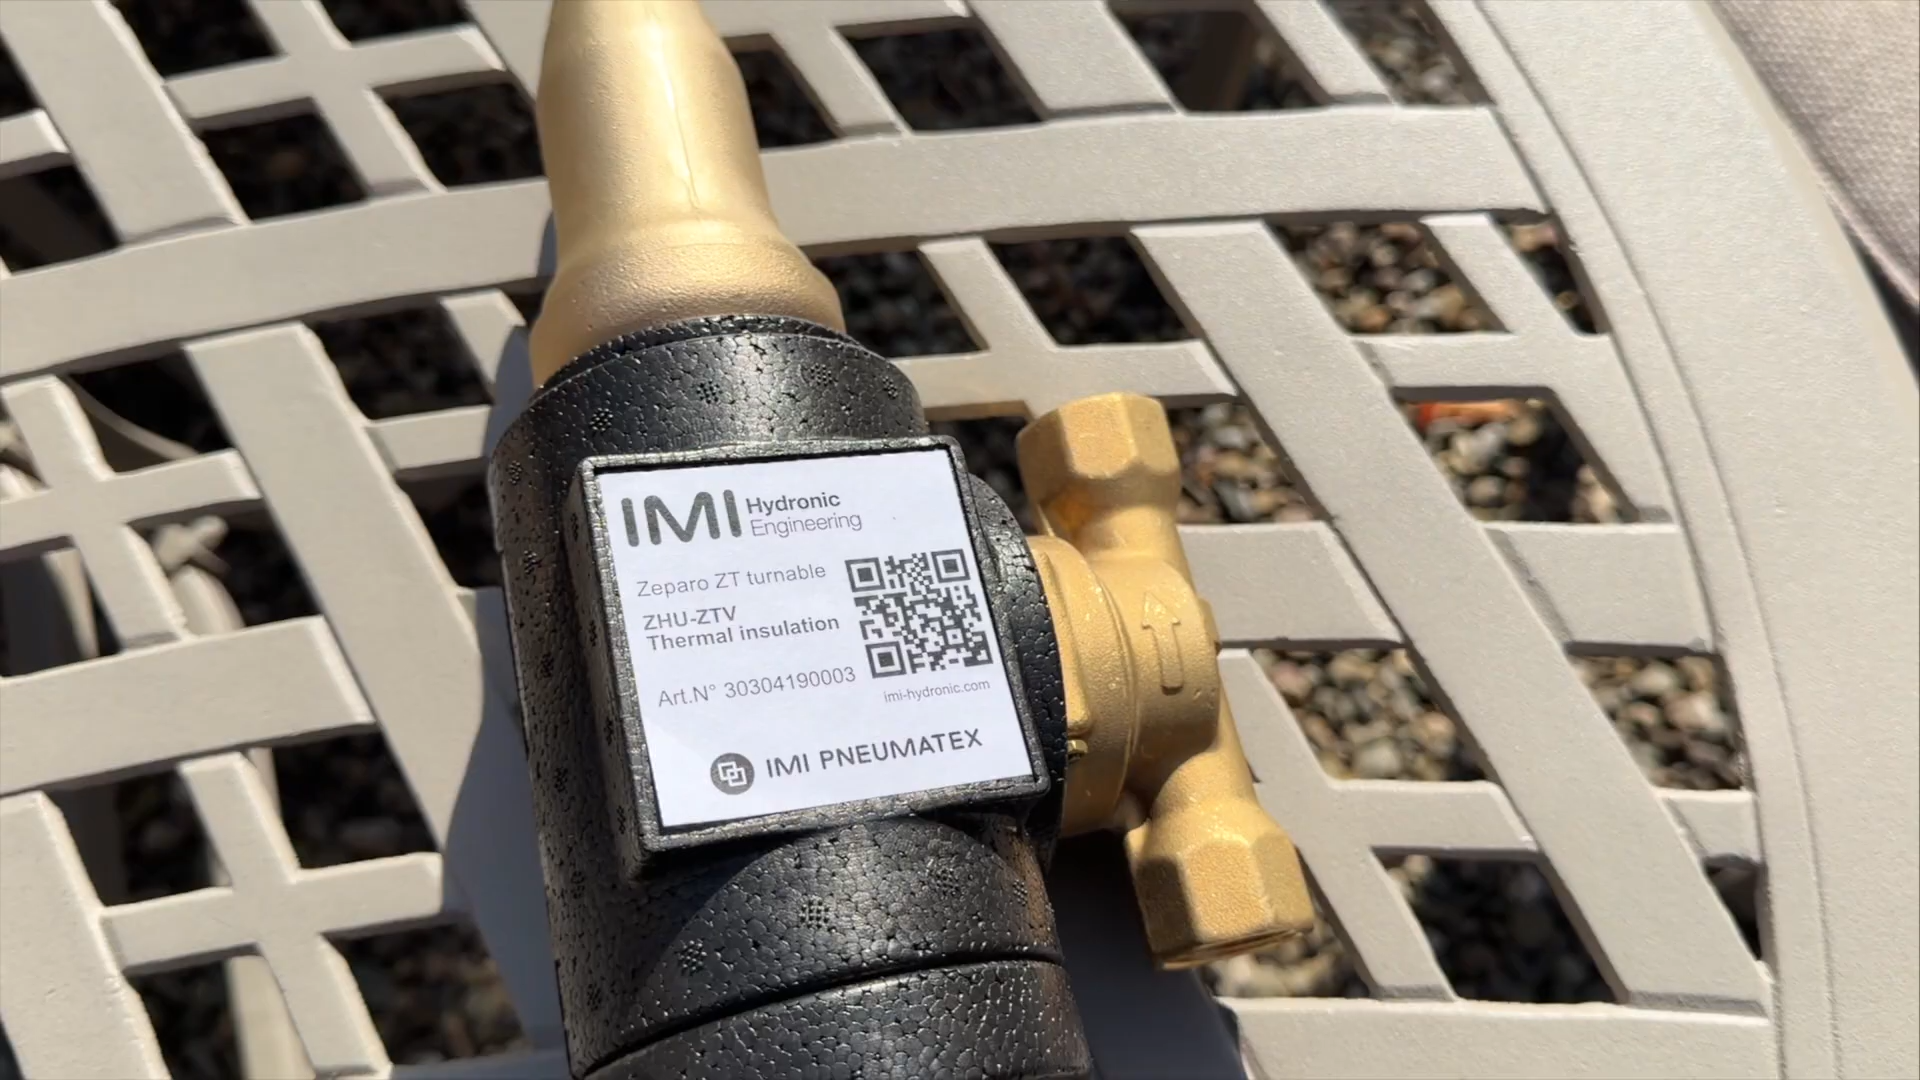 IMI Hydronic
Engineering
Zeparo ZT turnable
ZHU-ZTV
Thermal insulation
Art.N° 30304190003
imi-hydronic.com
IMI PNEUMATEX